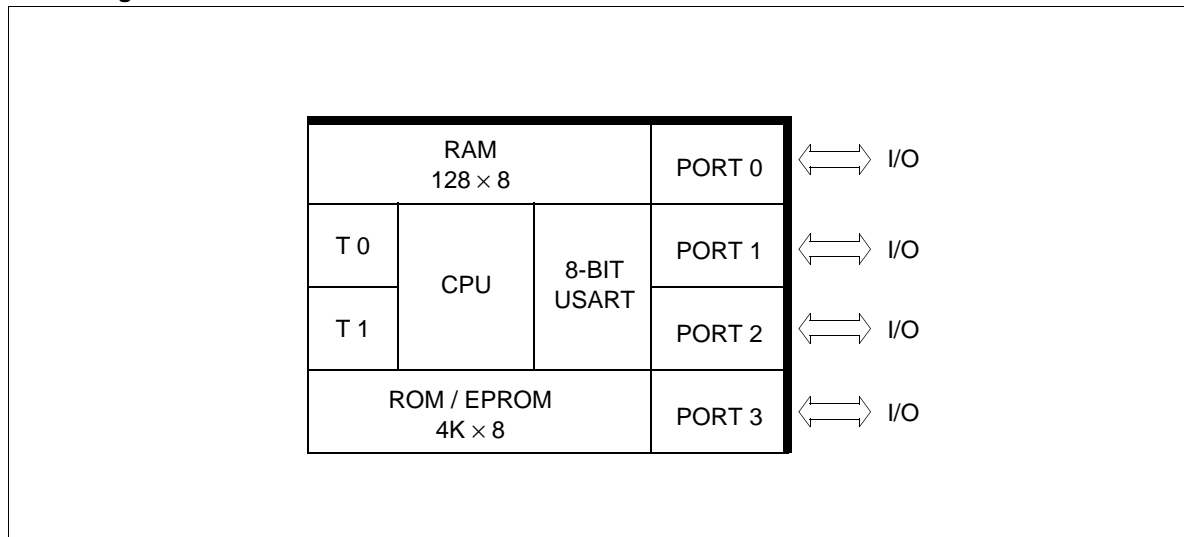 RAM
128 × 8
PORT 0
I/O
T 0
CPU
8-BIT
USART
PORT 1
I/O
T 1
PORT 2
I/O
ROM / EPROM
4K × 8
PORT 3
I/O